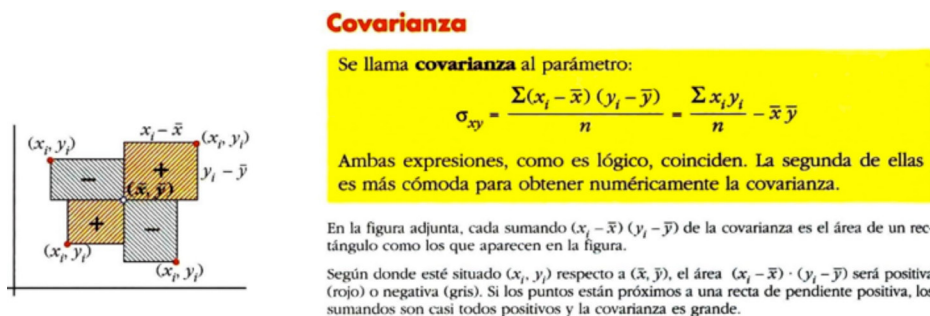 Covarianza
Se llama covarianza al parámetro:
σxy = Σ(xi − x̄) (yi − ȳ) / n = Σ xi yi / n − x̄ ȳ
Ambas expresiones, como es lógico, coinciden. La segunda de ellas
es más cómoda para obtener numéricamente la covarianza.
xi − x̄
(xi, yi)
(xi, yi)
yi − ȳ
−
+
(x̄, ȳ)
+
−
(xi, yi)
(xi, yi)
En la figura adjunta, cada sumando (xi − x̄) (yi − ȳ) de la covarianza es el área de un rec-
tángulo como los que aparecen en la figura.
Según donde esté situado (xi, yi) respecto a (x̄, ȳ), el área (xi − x̄) · (yi − ȳ) será positiva
(rojo) o negativa (gris). Si los puntos están próximos a una recta de pendiente positiva, los
sumandos son casi todos positivos y la covarianza es grande.